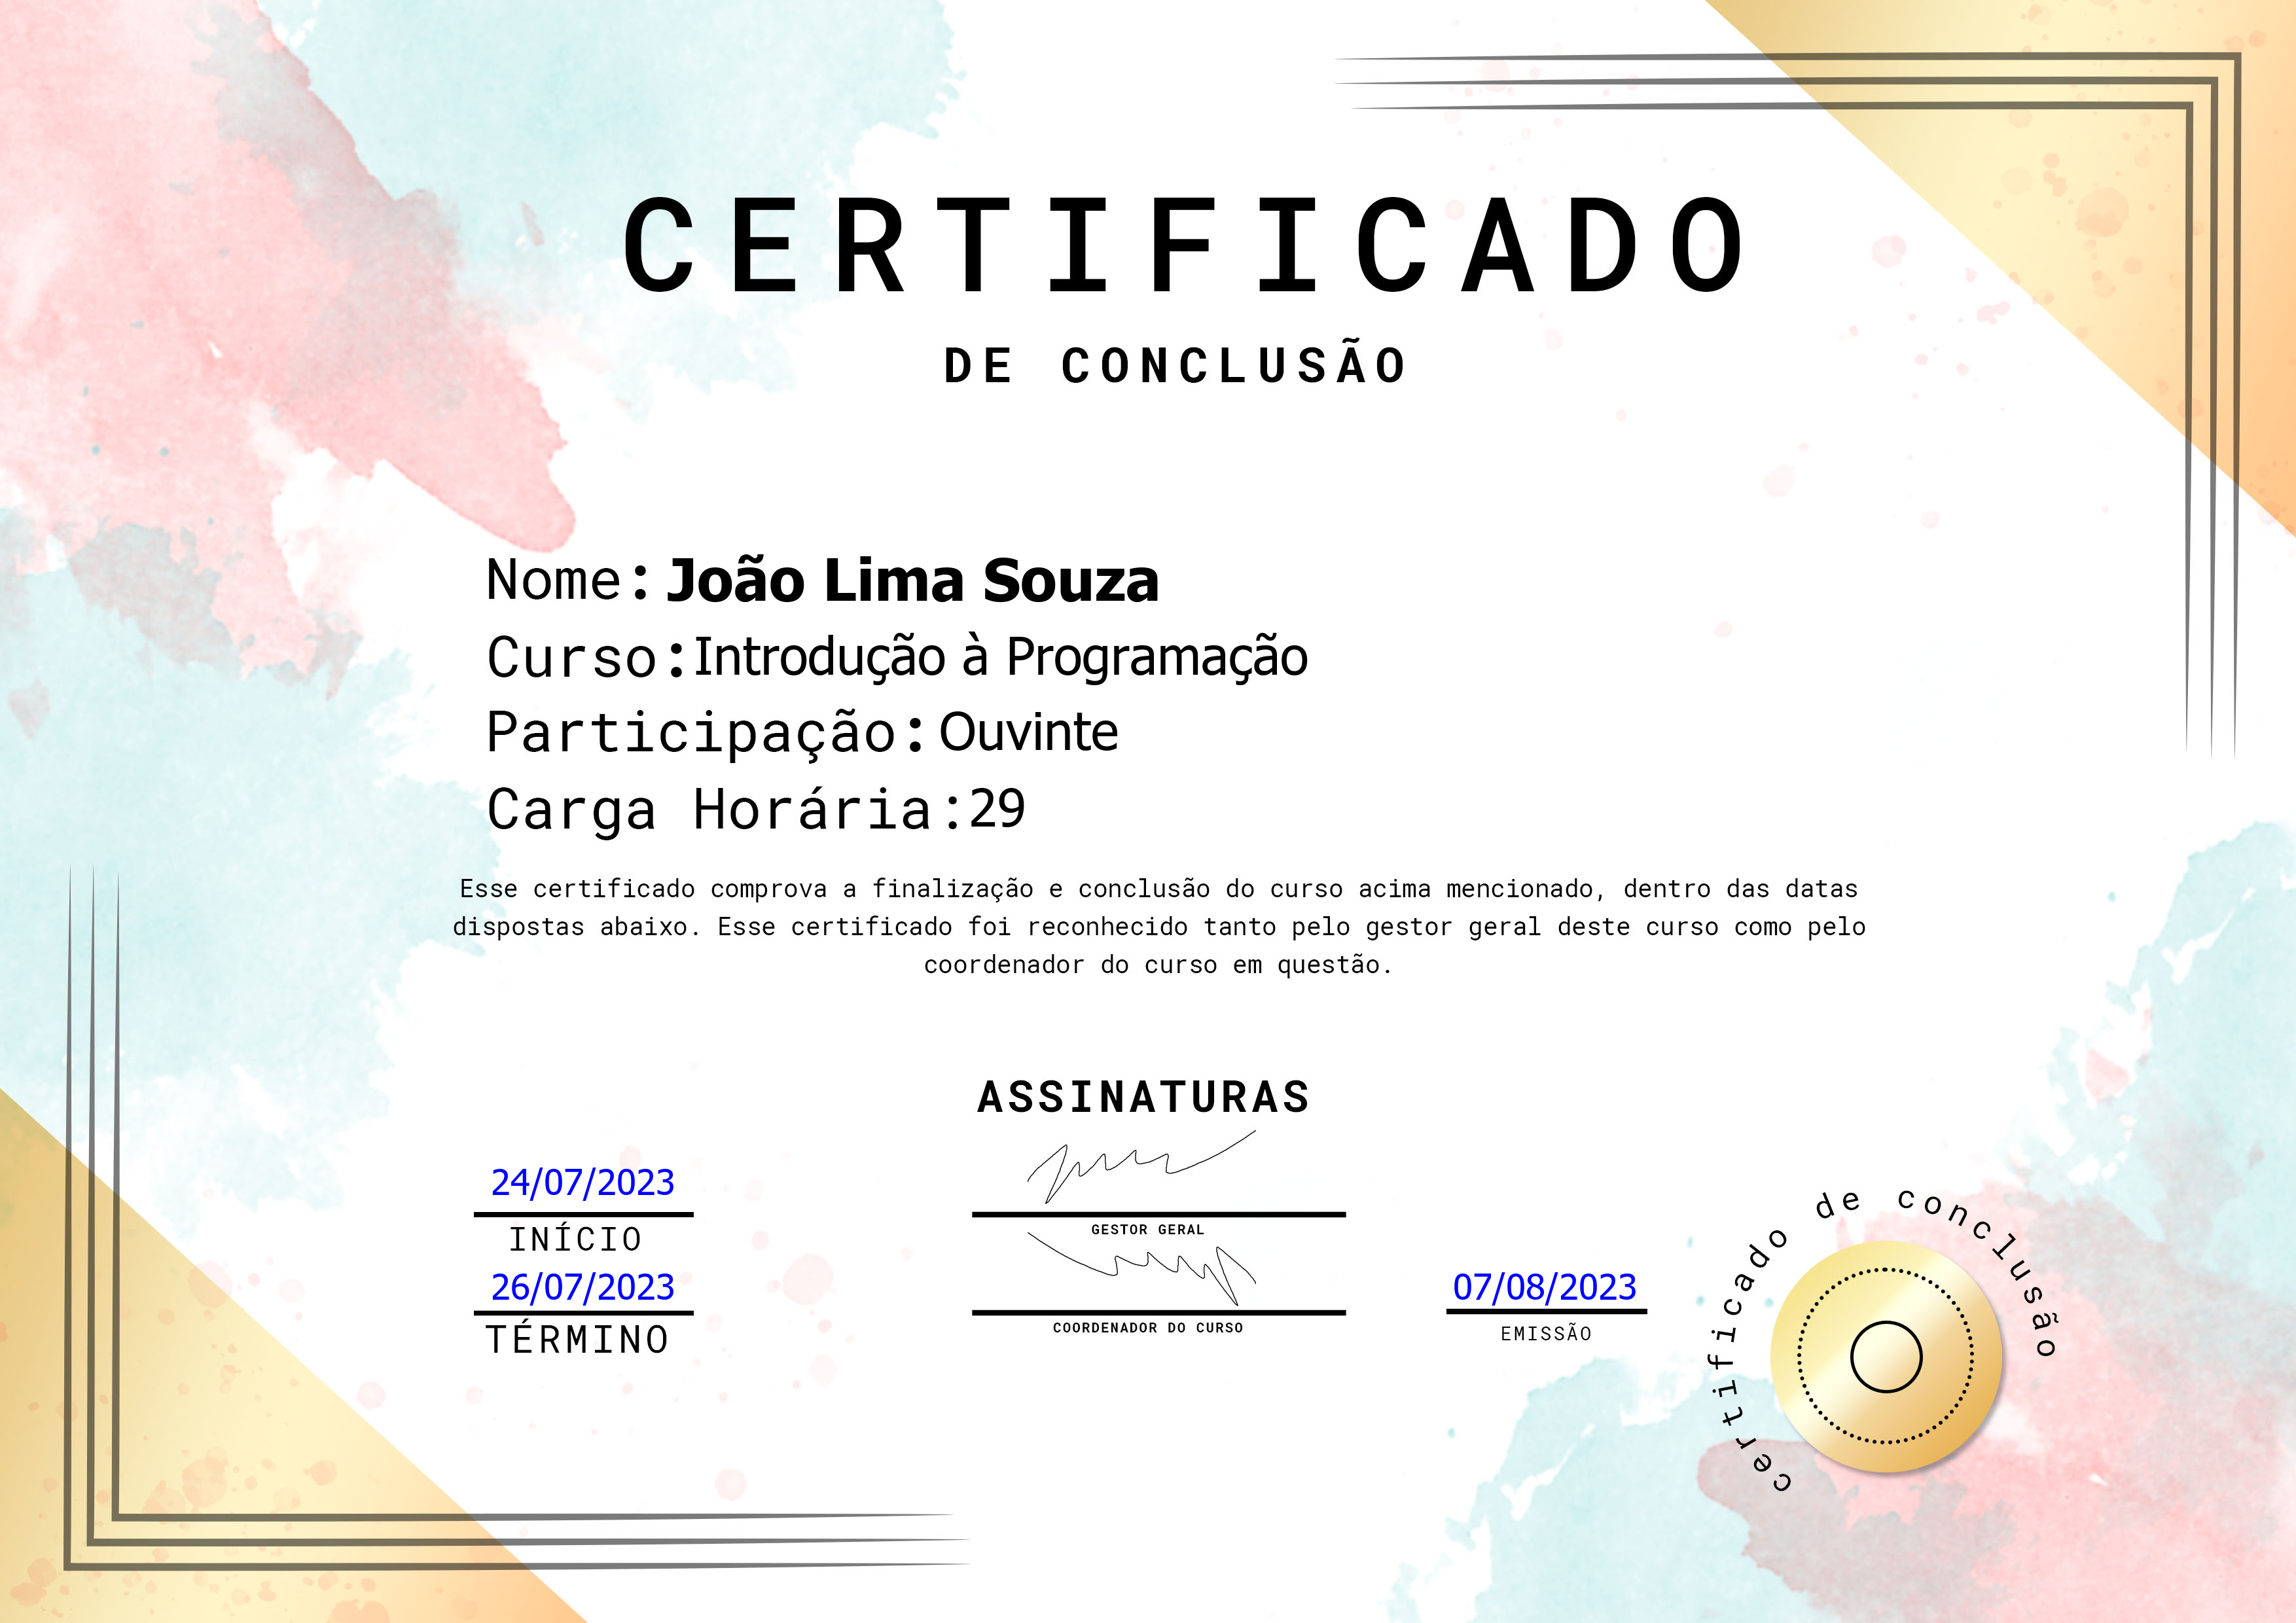 CERTIFICADO
DE CONCLUSÃO
Nome: João Lima Souza
Curso:Introdução à Programação
Participação: Ouvinte
Carga Horária:29
Esse certificado comprova a finalização e conclusão do curso acima mencionado, dentro das datas
dispostas abaixo. Esse certificado foi reconhecido tanto pelo gestor geral deste curso como pelo
coordenador do curso em questão.
ASSINATURAS
24/07/2023
INÍCIO
GESTOR GERAL
26/07/2023
TÉRMINO
COORDENADOR DO CURSO
07/08/2023
EMISSÃO
certificado de conclusão